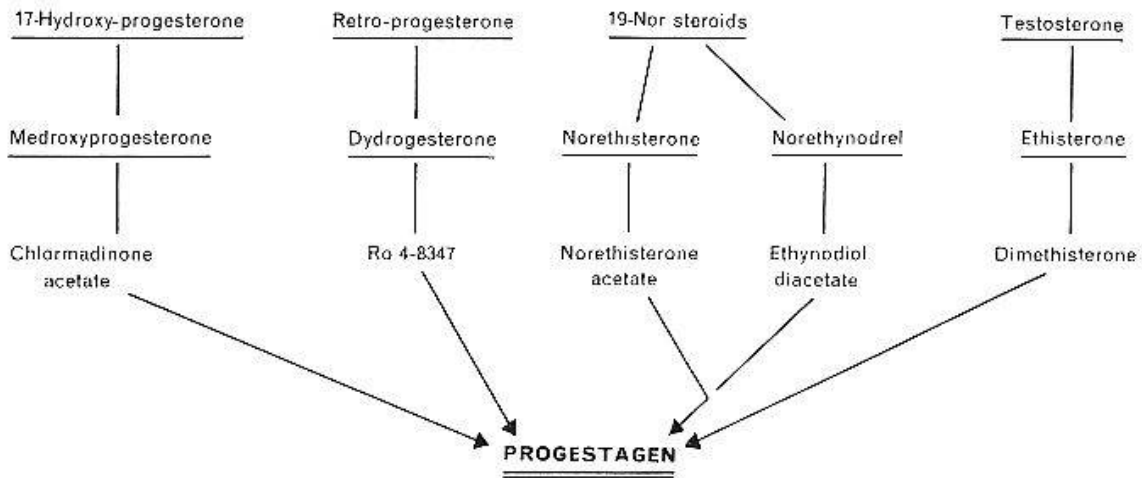 17-Hydroxy-progesterone
Retro-progesterone
19-Nor steroids
Testosterone
Medroxyprogesterone
Dydrogesterone
Norethisterone
Norethynodrel
Ethisterone
Chlormadinone
acetate
Ro 4-8347
Norethisterone
acetate
Ethynodiol
diacetate
Dimethisterone
PROGESTAGEN